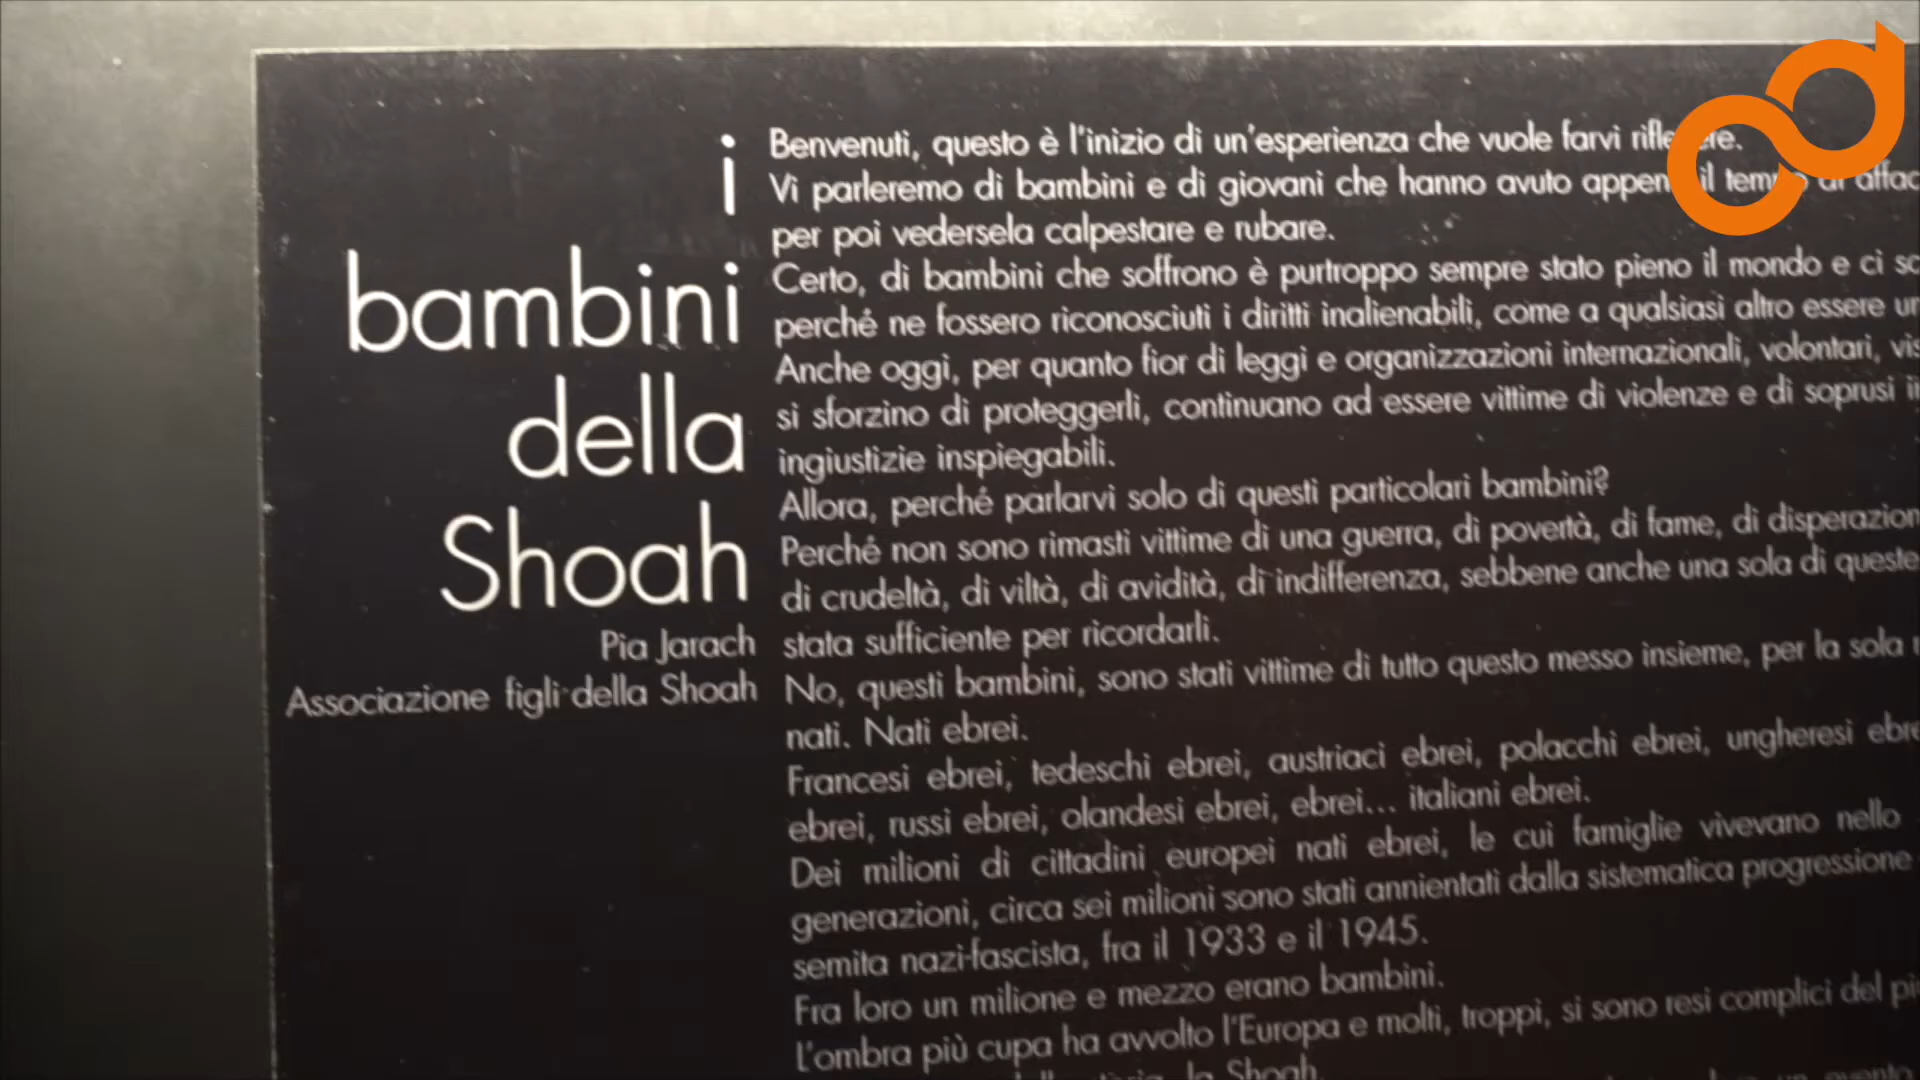 i
bambini
della
Shoah
Pia Jarach
Associazione figli della Shoah
Benvenuti, questo è l'inizio di un'esperienza che vuole farvi
Vi parleremo di bambini e di giovani che hanno avuto il
per poi vedersela calpestare e rubare.
Certo, di bambini che soffrono è purtroppo sempre stato pieno il mondo e ci
perché ne fossero riconosciuti i diritti inalienabili, come a qualsiasi altro essere
Anche oggi, per quanto fior di leggi e organizzazioni internazionali, volontari,
si sforzino di proteggerli, continuano ad essere vittime di violenze e di soprusi
ingiustizie inspiegabili.
Allora, perché parlarvi solo di questi particolari bambini?
Perché non sono rimasti vittime di una guerra, di povertà, di fame, di
di crudeltà, di viltà, di avidità, di indifferenza, sebbene anche una sola di queste
stata sufficiente per ricordarli.
No, questi bambini, sono stati vittime di tutto questo messo insieme, per la sola
nati. Nati ebrei.
Francesi ebrei, tedeschi ebrei, austriaci ebrei, polacchi ebrei, ungheresi
ebrei, russi ebrei, olandesi ebrei, ebrei... italiani ebrei.
Dei milioni di cittadini europei nati ebrei, le cui famiglie vivevano nello
generazioni, circa sei milioni sono stati annientati dalla sistematica progressione
semita nazi-fascista, fra il 1933 e il 1945.
Fra loro un milione e mezzo erano bambini.
L'ombra più cupa ha avvolto l'Europa e molti, troppi, si sono resi complici del
la Shoah.